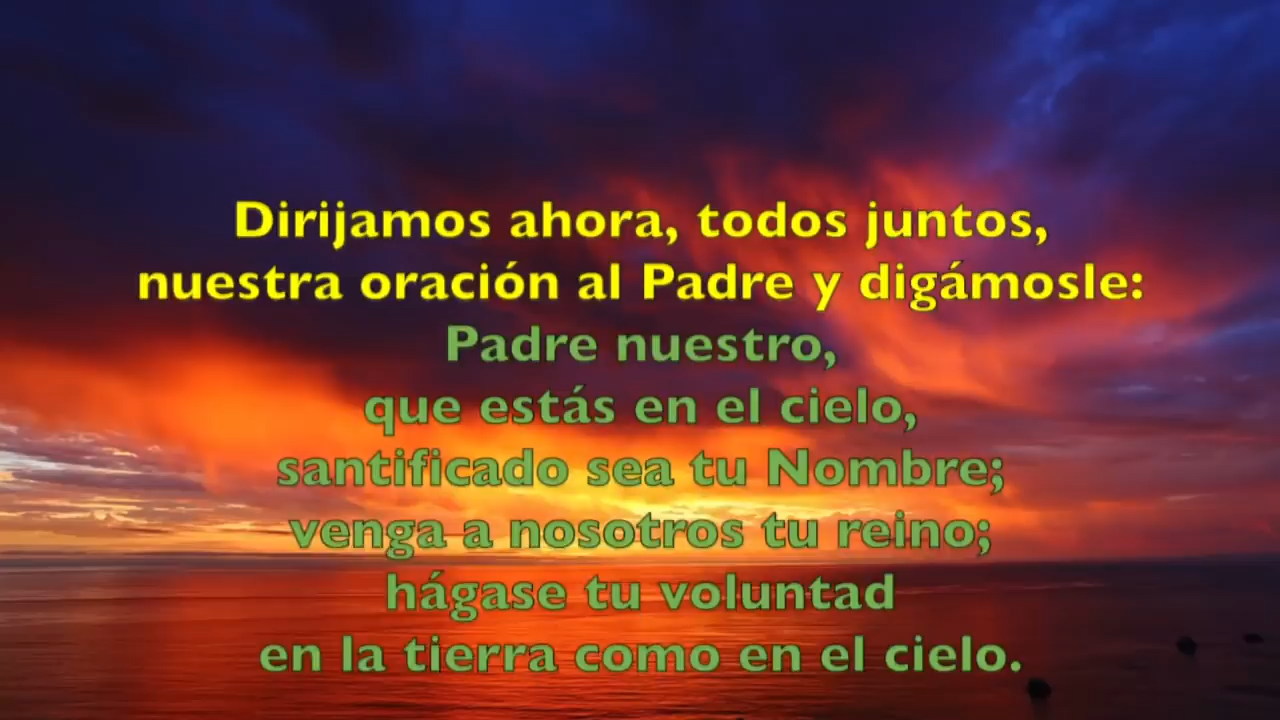 Dirijamos ahora, todos juntos,
nuestra oración al Padre y digámosle:
Padre nuestro,
que estás en el cielo,
santificado sea tu Nombre;
venga a nosotros tu reino;
hágase tu voluntad
en la tierra como en el cielo.